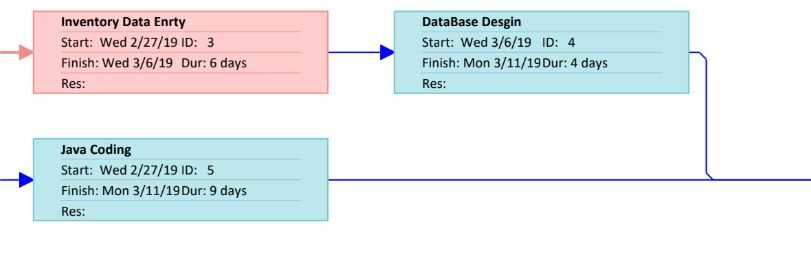 Inventory Data Enrty
Start: Wed 2/27/19 ID: 3
Finish: Wed 3/6/19 Dur: 6 days
Res:
DataBase Desgin
Start: Wed 3/6/19 ID: 4
Finish: Mon 3/11/19 Dur: 4 days
Res:
Java Coding
Start: Wed 2/27/19 ID: 5
Finish: Mon 3/11/19 Dur: 9 days
Res: